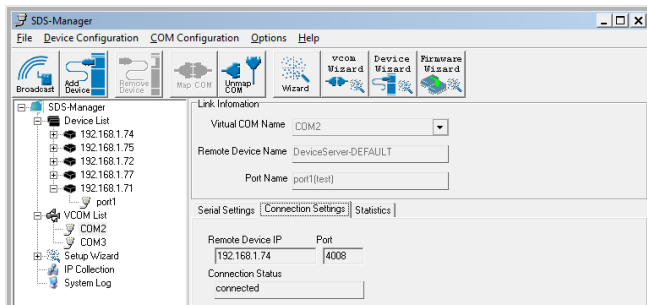 SDS-Manager
File Device Configuration COM Configuration Options Help
Broadcast
Add Device
Remove Device
Map COM
Unmap COM
Wizard
vcom Wizard
Device Wizard
Firmware Wizard
SDS-Manager
Device List
192.168.1.74
192.168.1.75
192.168.1.72
192.168.1.77
192.168.1.71
port1
VCOM List
COM2
COM3
Setup Wizard
IP Collection
System Log
Link Infomation
Virtual COM Name COM2
Remote Device Name DeviceServer-DEFAULT
Port Name port1(test)
Serial Settings Connection Settings Statistics
Remote Device IP Port
192.168.1.74 4008
Connection Status
connected